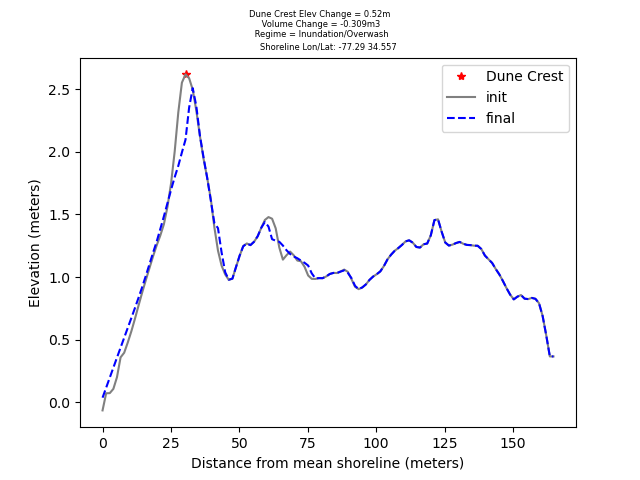 Dune Crest Elev Change = 0.52m
Volume Change = -0.309m3
Regime = Inundation/Overwash
Shoreline Lon/Lat: -77.29 34.557
Dune Crest
init
final
Elevation (meters)
2.5
2.0
1.5
1.0
0.5
0.0
0 25 50 75 100 125 150
Distance from mean shoreline (meters)